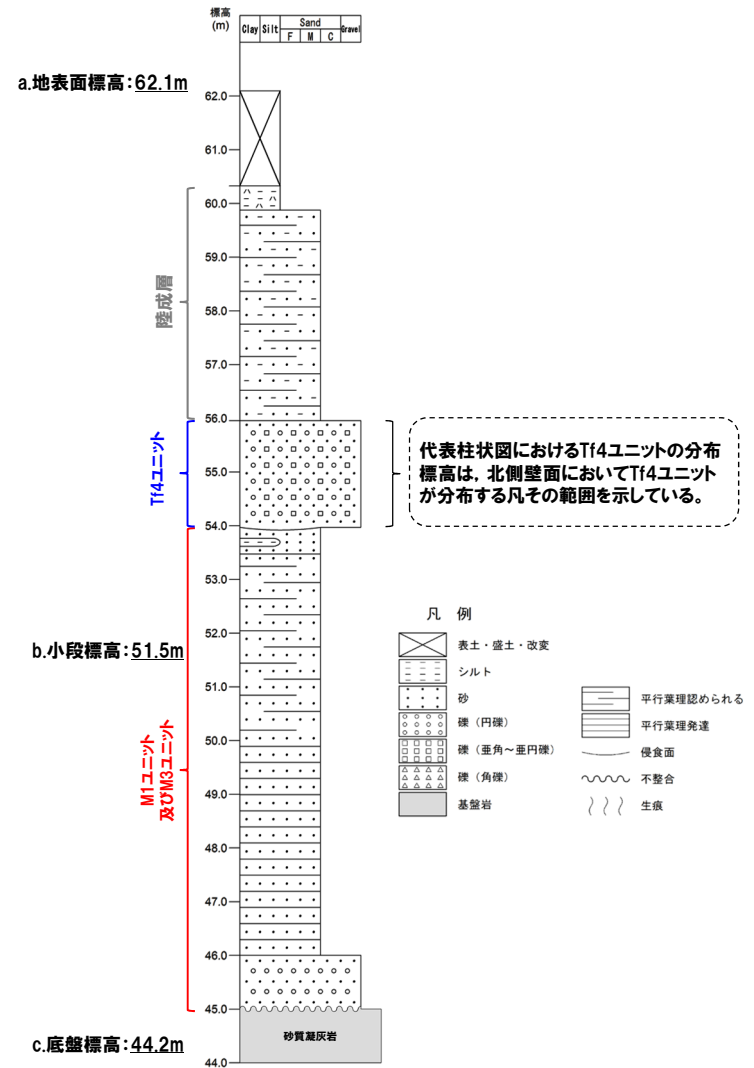 標高
(m)
Clay Silt Sand Gravel
F M C
a.地表面標高：62.1m
62.0
61.0
60.0
59.0
陸成層
58.0
57.0
56.0
Tf4ユニット
代表柱状図におけるTf4ユニットの分布
標高は，北側壁面においてTf4ユニット
が分布する凡その範囲を示している。
55.0
54.0
53.0
52.0
b.小段標高：51.5m
51.0
50.0
M1ユニット
及びM3ユニット
49.0
48.0
47.0
46.0
45.0
砂質凝灰岩
c.底盤標高：44.2m
44.0
凡 例
表土・盛土・改変
シルト
砂
礫（円礫）
礫（亜角～亜円礫）
礫（角礫）
基盤岩
平行葉理認められる
平行葉理発達
侵食面
不整合
生痕